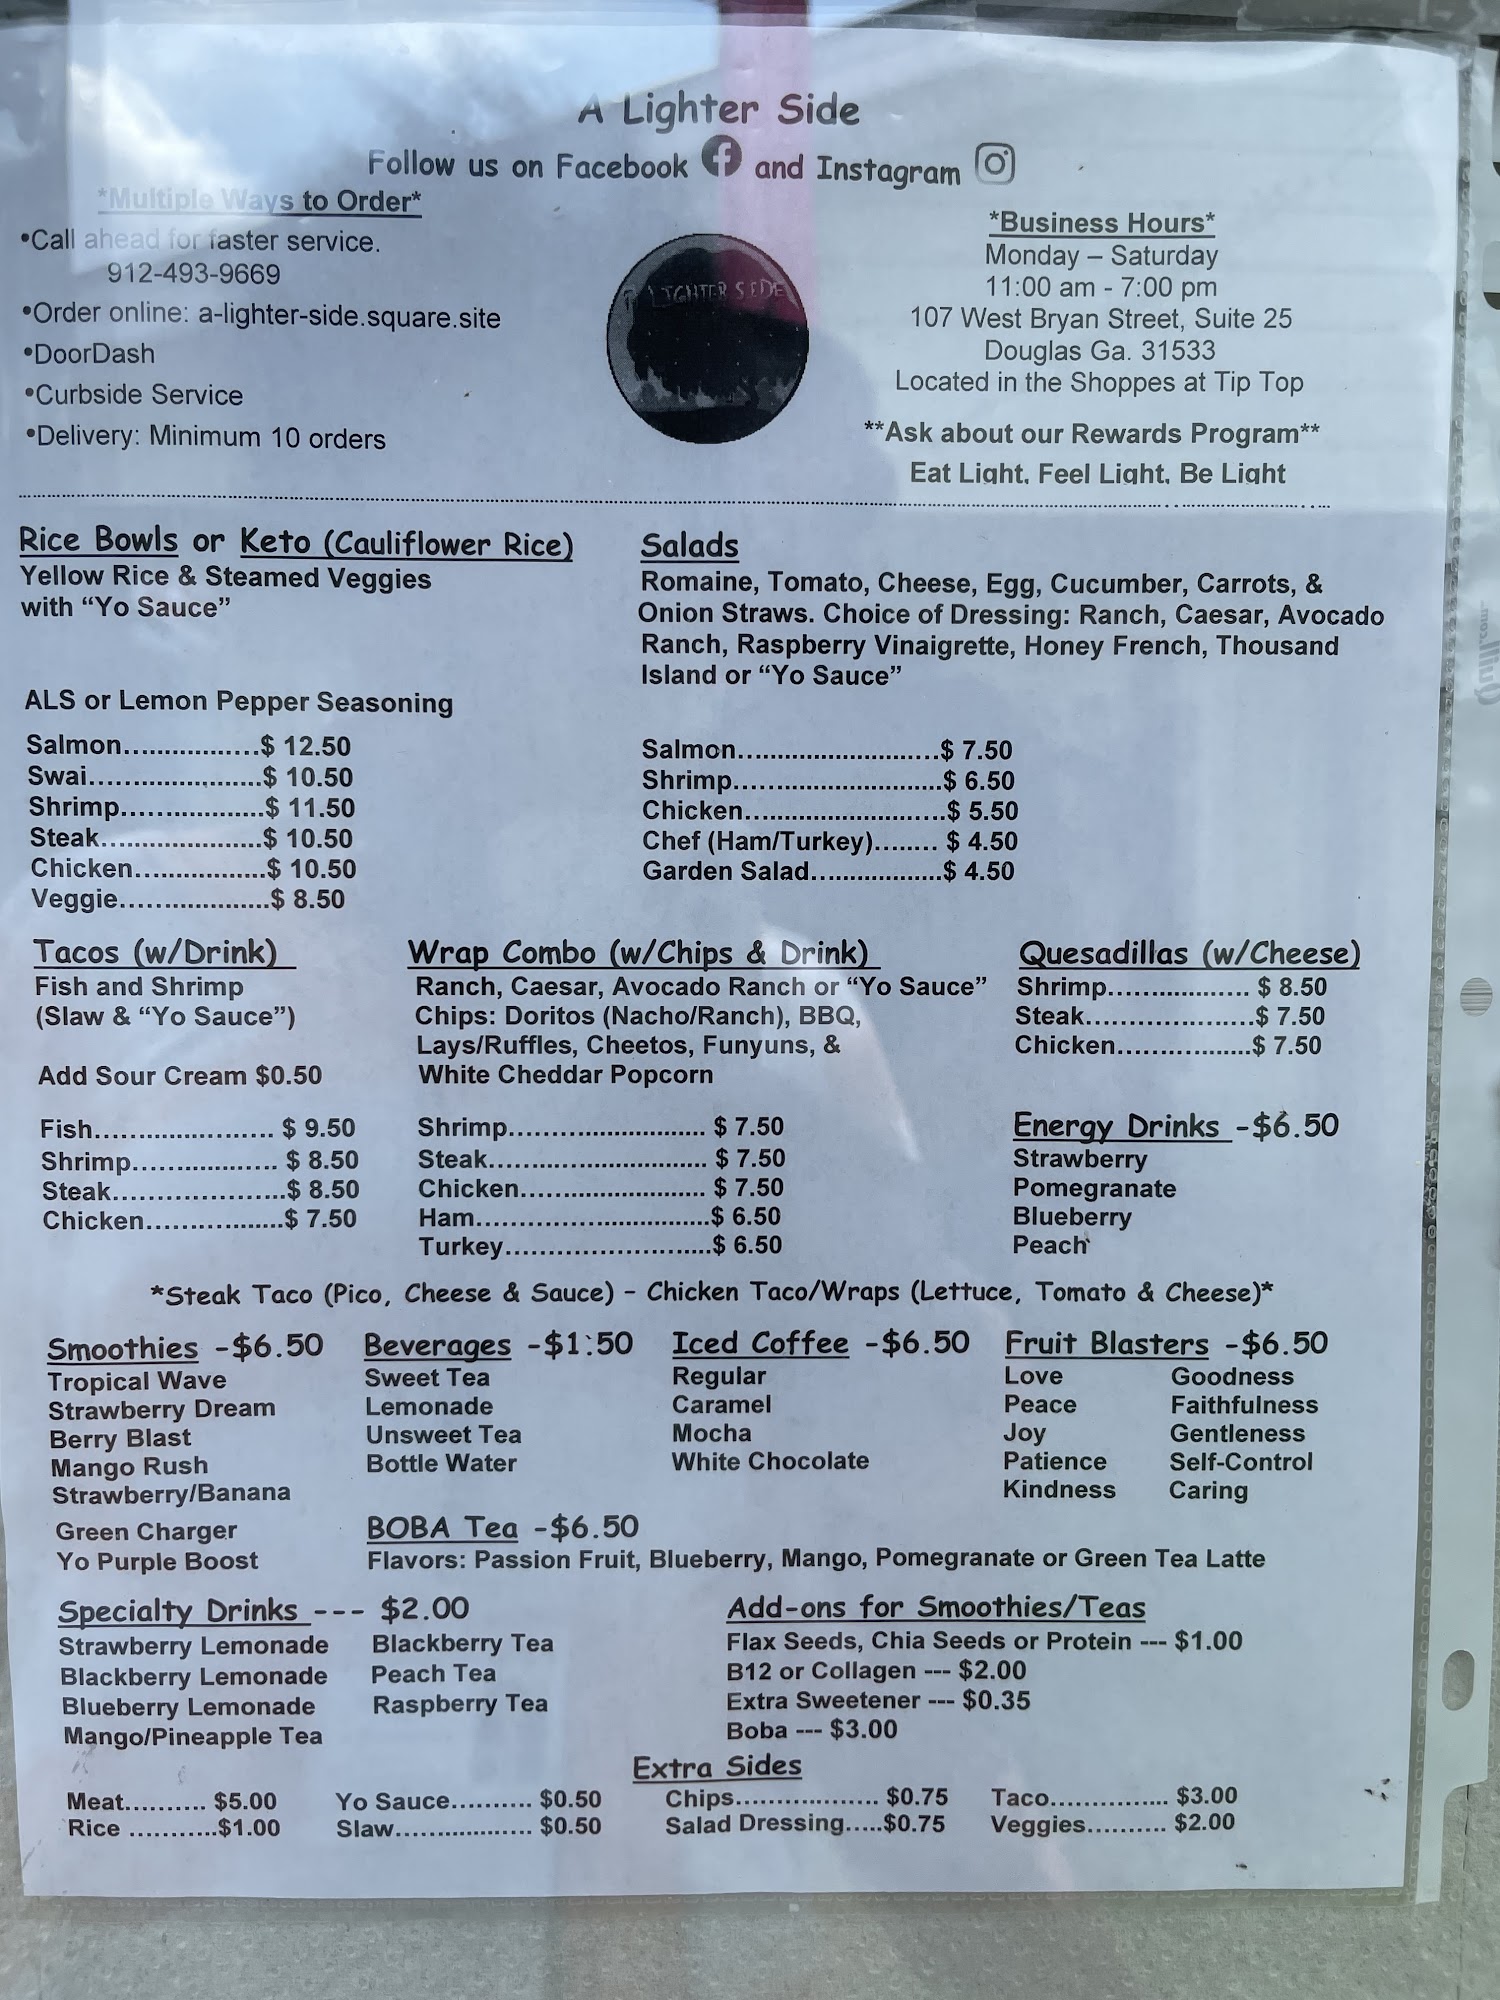 A Lighter Side
Follow us on Facebook and Instagram
*Multiple Ways to Order*
•Call ahead for faster service.
912-493-9669
•Order online: a-lighter-side.square.site
•DoorDash
•Curbside Service
•Delivery: Minimum 10 orders
LIGHTER SIDE
*Business Hours*
Monday – Saturday
11:00 am - 7:00 pm
107 West Bryan Street, Suite 25
Douglas Ga. 31533
Located in the Shoppes at Tip Top
**Ask about our Rewards Program**
Eat Light, Feel Light, Be Light
Rice Bowls or Keto (Cauliflower Rice)
Yellow Rice & Steamed Veggies
with “Yo Sauce”
ALS or Lemon Pepper Seasoning
Salmon.................$ 12.50
Swai.....................$ 10.50
Shrimp.................$ 11.50
Steak....................$ 10.50
Chicken................$ 10.50
Veggie...................$ 8.50
Salads
Romaine, Tomato, Cheese, Egg, Cucumber, Carrots, &
Onion Straws. Choice of Dressing: Ranch, Caesar, Avocado
Ranch, Raspberry Vinaigrette, Honey French, Thousand
Island or “Yo Sauce”
Salmon.........................$ 7.50
Shrimp..........................$ 6.50
Chicken.........................$ 5.50
Chef (Ham/Turkey)........ $ 4.50
Garden Salad.................$ 4.50
Tacos (w/Drink)
Fish and Shrimp
(Slaw & “Yo Sauce”)
Add Sour Cream $0.50
Fish...................... $ 9.50
Shrimp.................. $ 8.50
Steak.....................$ 8.50
Chicken.................$ 7.50
Wrap Combo (w/Chips & Drink)
Ranch, Caesar, Avocado Ranch or “Yo Sauce”
Chips: Doritos (Nacho/Ranch), BBQ,
Lays/Ruffles, Cheetos, Funyuns, &
White Cheddar Popcorn
Shrimp........................ $ 7.50
Steak........................... $ 7.50
Chicken....................... $ 7.50
Ham.............................$ 6.50
Turkey.........................$ 6.50
Quesadillas (w/Cheese)
Shrimp................. $ 8.50
Steak.....................$ 7.50
Chicken.................$ 7.50
Energy Drinks -$6.50
Strawberry
Pomegranate
Blueberry
Peach
*Steak Taco (Pico, Cheese & Sauce) - Chicken Taco/Wraps (Lettuce, Tomato & Cheese)*
Smoothies -$6.50
Tropical Wave
Strawberry Dream
Berry Blast
Mango Rush
Strawberry/Banana
Green Charger
Yo Purple Boost
Beverages -$1.50
Sweet Tea
Lemonade
Unsweet Tea
Bottle Water
Iced Coffee -$6.50
Regular
Caramel
Mocha
White Chocolate
Fruit Blasters -$6.50
Love Goodness
Peace Faithfulness
Joy Gentleness
Patience Self-Control
Kindness Caring
BOBA Tea -$6.50
Flavors: Passion Fruit, Blueberry, Mango, Pomegranate or Green Tea Latte
Specialty Drinks --- $2.00
Strawberry Lemonade Blackberry Tea
Blackberry Lemonade Peach Tea
Blueberry Lemonade Raspberry Tea
Mango/Pineapple Tea
Add-ons for Smoothies/Teas
Flax Seeds, Chia Seeds or Protein --- $1.00
B12 or Collagen --- $2.00
Extra Sweetener --- $0.35
Boba --- $3.00
Extra Sides
Meat.......... $5.00 Yo Sauce.......... $0.50 Chips................. $0.75 Taco.............. $3.00
Rice ...........$1.00 Slaw................. $0.50 Salad Dressing.....$0.75 Veggies.......... $2.00